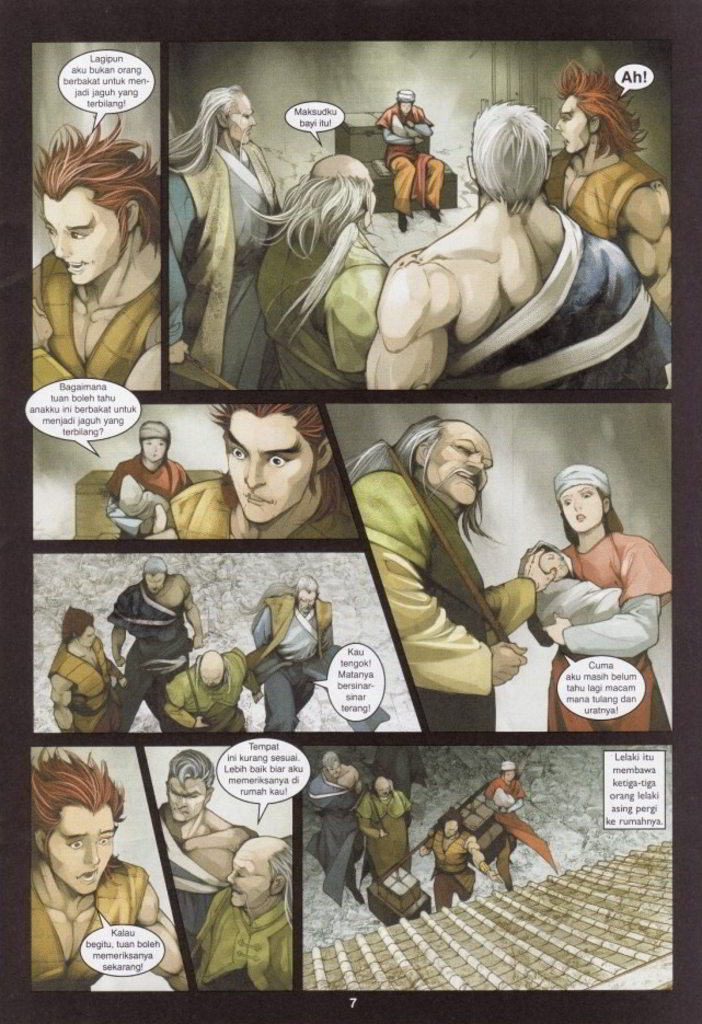 Lagipun
aku bukan orang
berbakat untuk men-
jadi jaguh yang
terbilang!
Maksudku
bayi itu!
Ah!
Bagaimana
tuan boleh tahu
anakku ini berbakat untuk
menjadi jaguh yang
terbilang?
Cuma
aku masih belum
tahu lagi macam
mana tulang dan
uratnya!
Kau
tengok!
Matanya
bersinar-
sinar
terang!
Kalau
begitu, tuan boleh
memeriksanya
sekarang!
Tempat
ini kurang sesuai.
Lebih baik biar aku
memeriksanya di
rumah kau!
Lelaki itu
membawa
ketiga-tiga
orang lelaki
asing pergi
ke rumahnya.
7